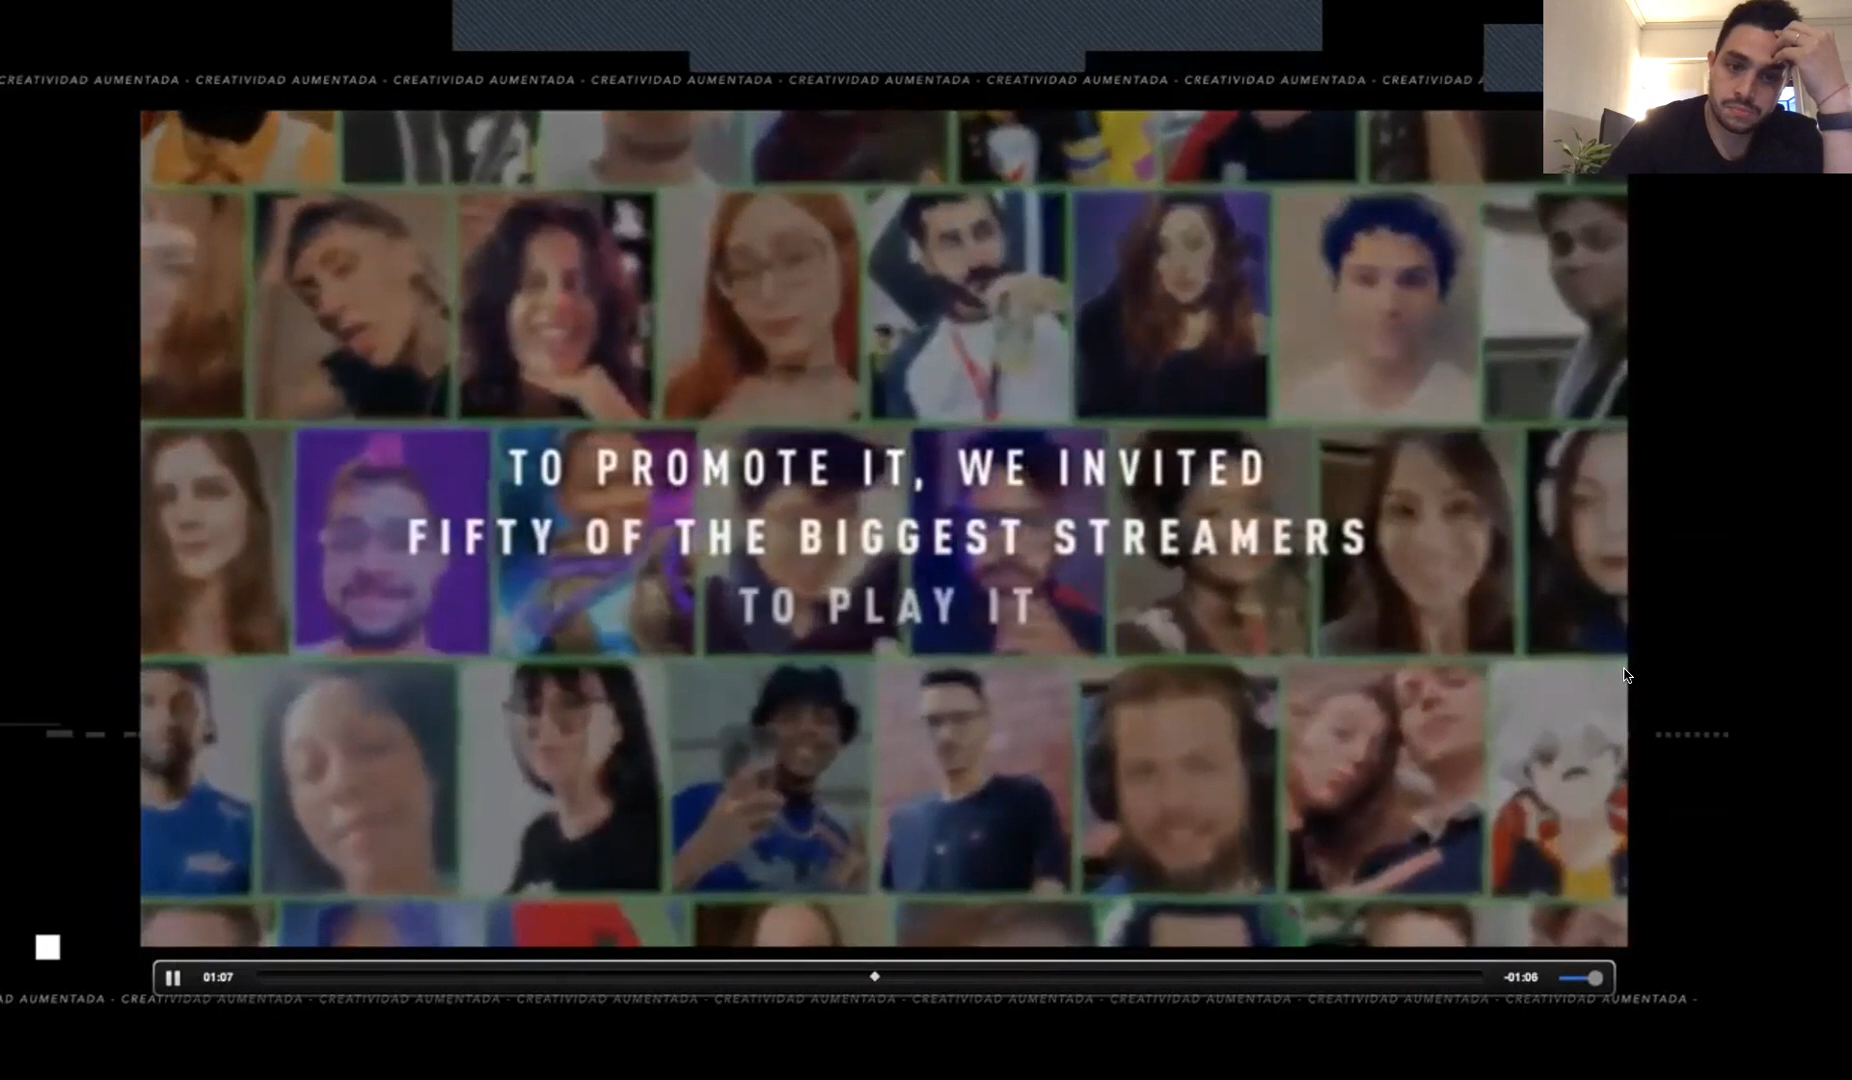 CREATIVIDAD AUMENTADA - CREATIVIDAD AUMENTADA - CREATIVIDAD AUMENTADA - CREATIVIDAD AUMENTADA - CREATIVIDAD AUMENTADA - CREATIVIDAD AUMENTADA - CREATIVIDAD AUMENTADA - CREATIVIDAD
TO PROMOTE IT, WE INVITED
FIFTY OF THE BIGGEST STREAMERS
TO PLAY IT
01:07
-01:06
AD AUMENTADA - CREATIVIDAD AUMENTADA - CREATIVIDAD AUMENTADA - CREATIVIDAD AUMENTADA - CREATIVIDAD AUMENTADA - CREATIVIDAD AUMENTADA - CREATIVIDAD AUMENTADA - CREATIVIDAD AUMENTADA - CREATIVIDAD AUMENTADA -